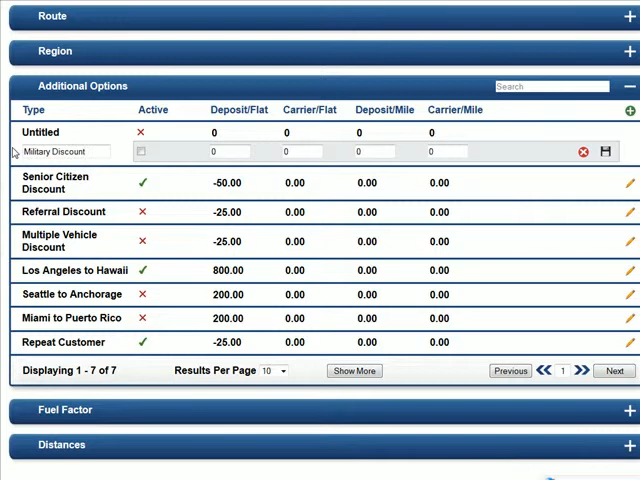 Route
Region
Additional Options Search
Type Active Deposit/Flat Carrier/Flat Deposit/Mile Carrier/Mile
Untitled 0 0 0 0
Military Discount 0 0 0 0
Senior Citizen
Discount -50.00 0.00 0.00 0.00
Referral Discount -25.00 0.00 0.00 0.00
Multiple Vehicle
Discount -25.00 0.00 0.00 0.00
Los Angeles to Hawaii 800.00 0.00 0.00 0.00
Seattle to Anchorage 200.00 0.00 0.00 0.00
Miami to Puerto Rico 200.00 0.00 0.00 0.00
Repeat Customer -25.00 0.00 0.00 0.00
Displaying 1 - 7 of 7 Results Per Page 10 Show More Previous 1 Next
Fuel Factor
Distances